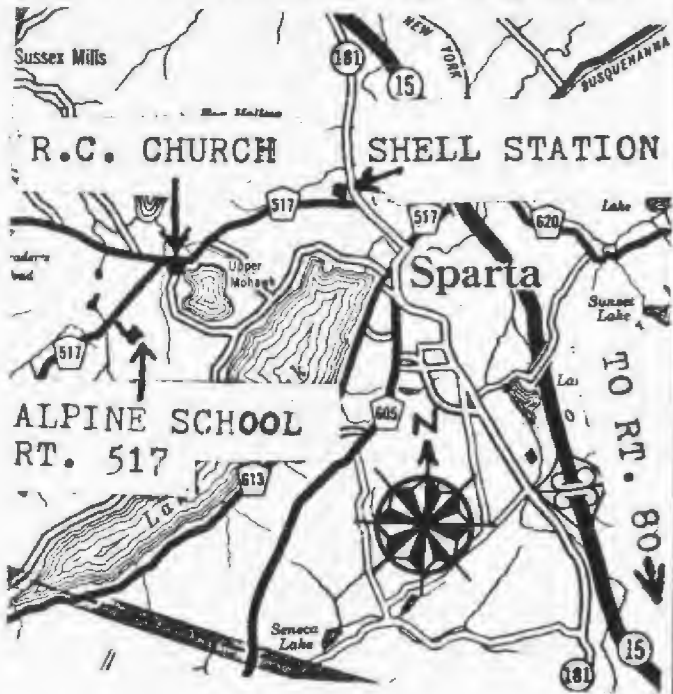 NEW YORK
SUSQUEHANNA
Sussex Mills
181
15
R.C. CHURCH
SHELL STATION
517
517
620
Lake
Upper
Mohawk
Sparta
Sunset
Lake
517
TO RT. 80
ALPINE SCHOOL
RT. 517
605
N
613
La
Seneca
Lake
15
181